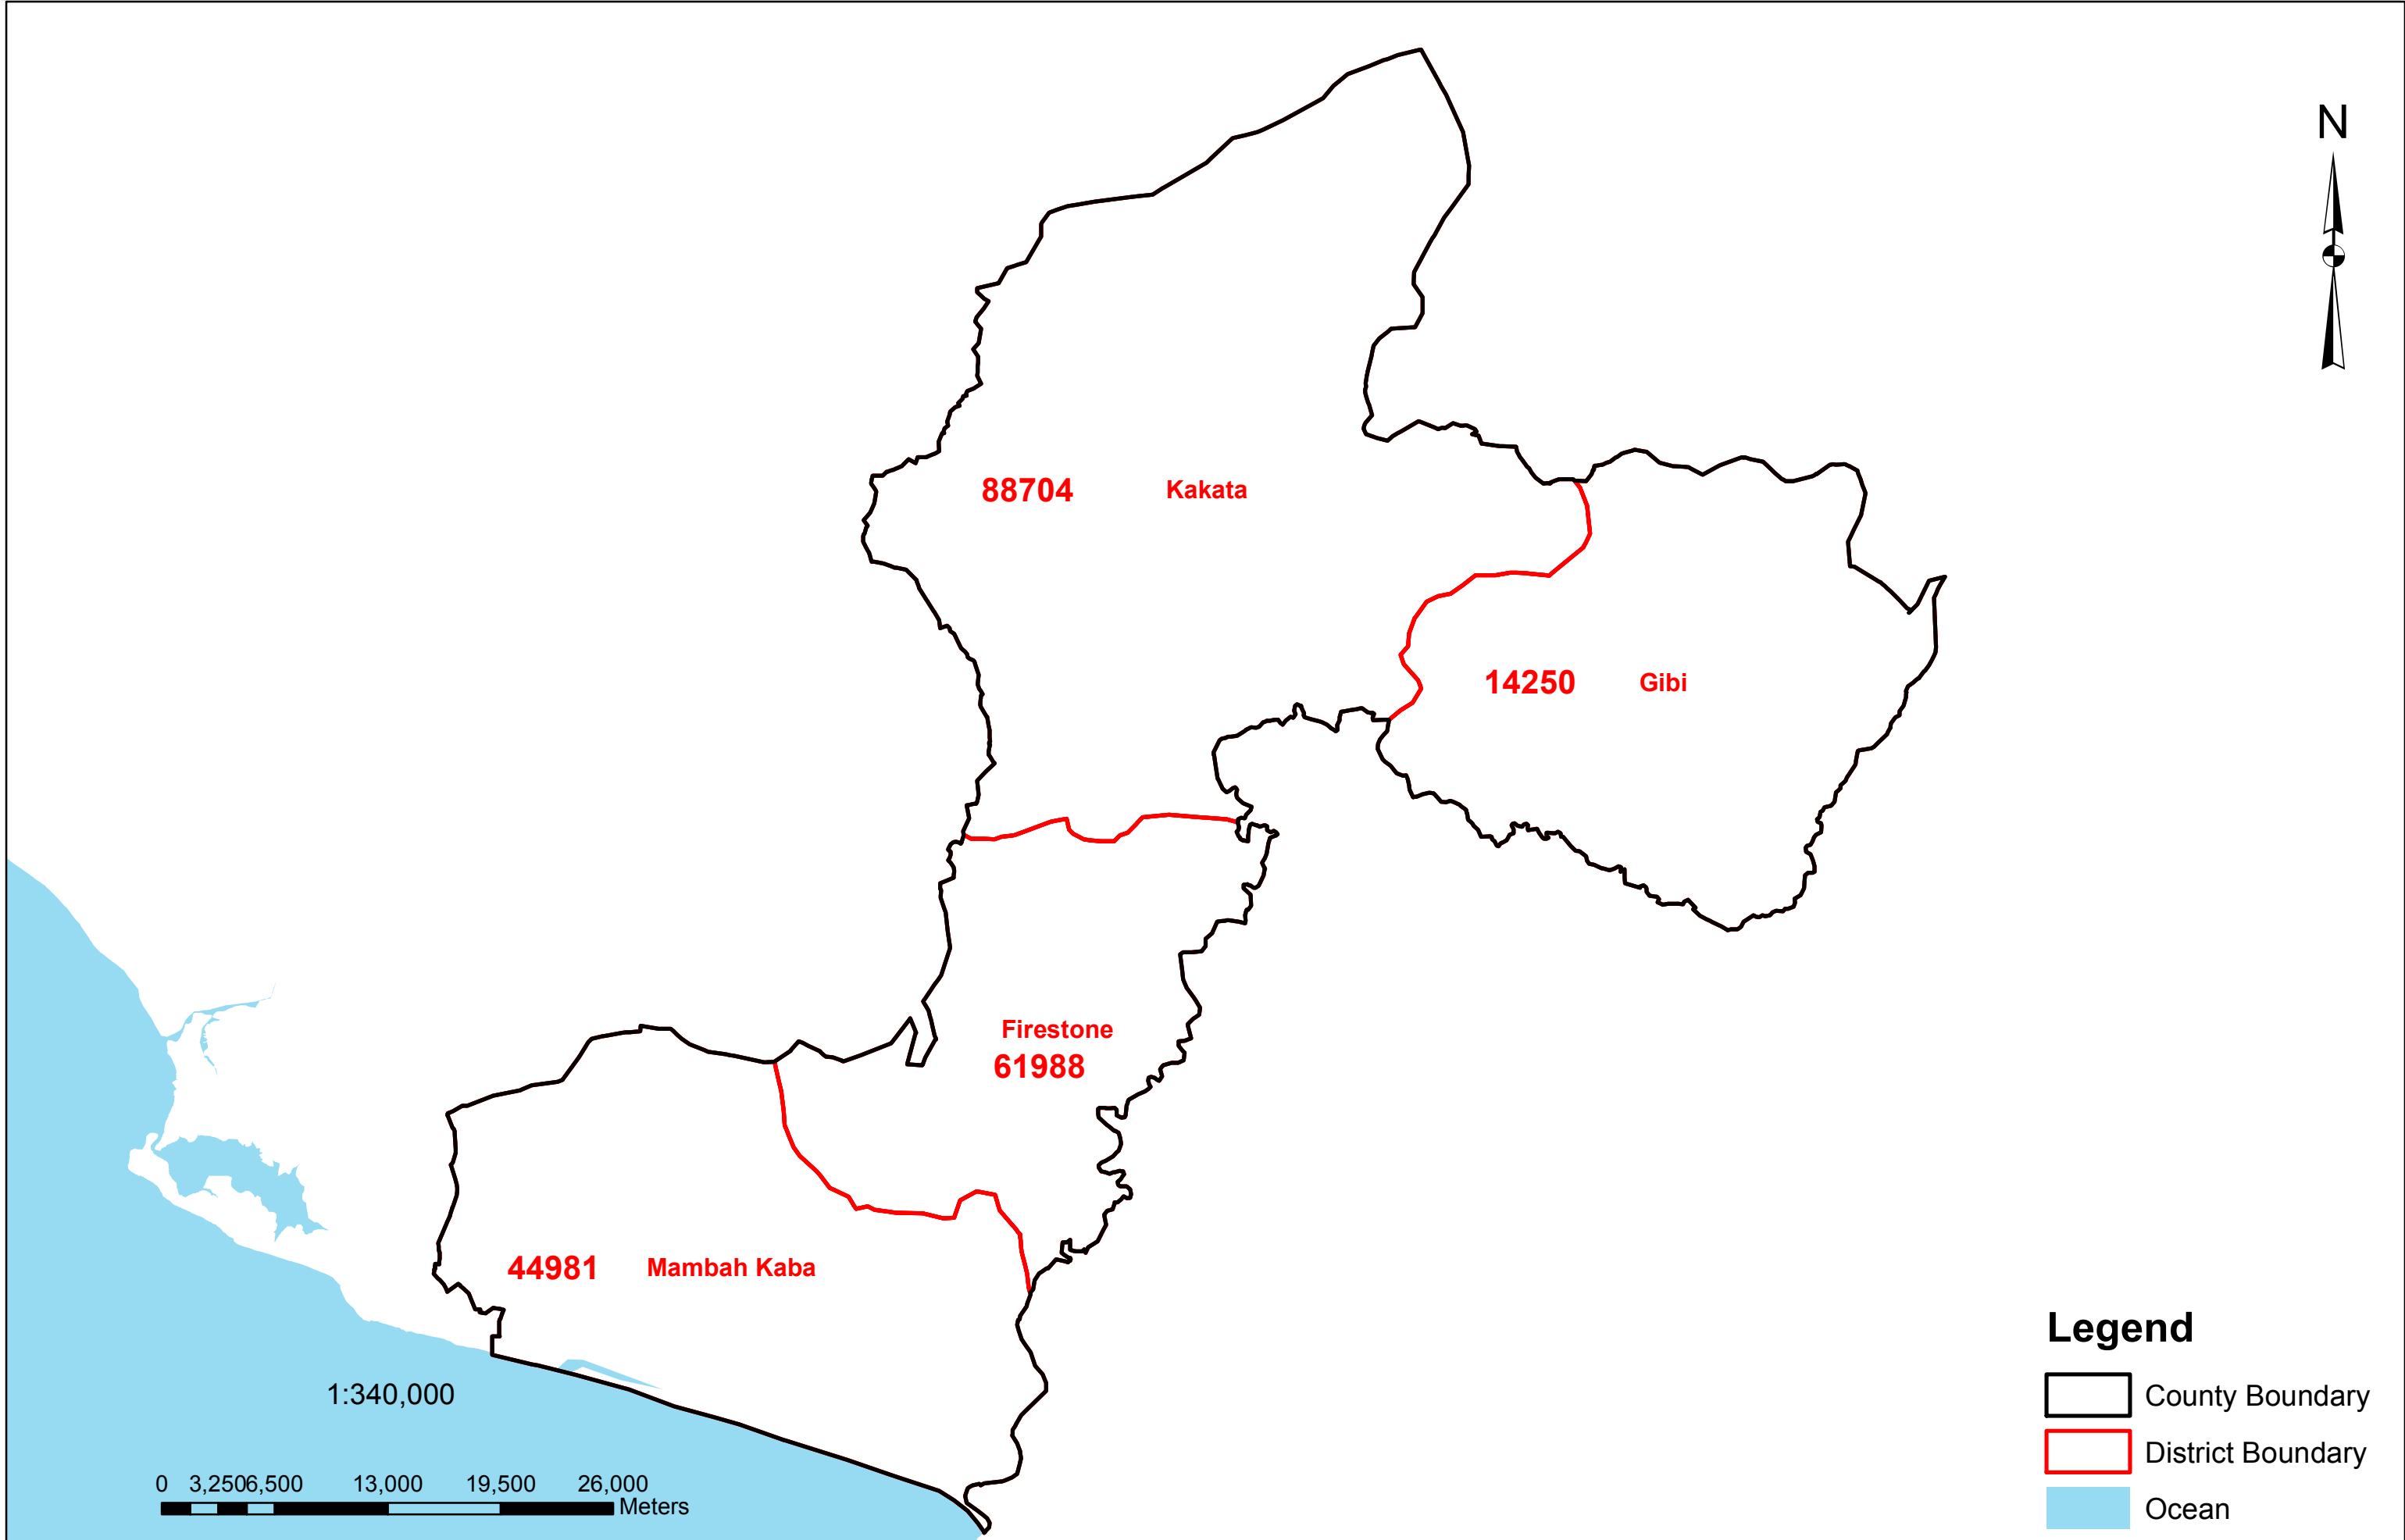 N
88704 Kakata
14250 Gibi
Firestone
61988
44981 Mambah Kaba
1:340,000
0 3,250 6,500 13,000 19,500 26,000
Meters
Legend
County Boundary
District Boundary
Ocean